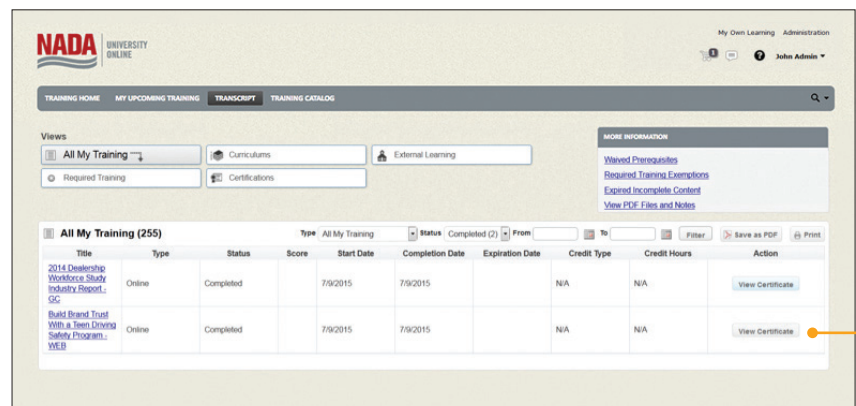 My Own Learning Administration
NADA UNIVERSITY
ONLINE
1
John Admin
TRAINING HOME MY UPCOMING TRAINING TRANSCRIPT TRAINING CATALOG
Views
All My Training
Curriculums
External Learning
Required Training
Certifications
MORE INFORMATION
Waived Prerequisites
Required Training Exemptions
Expired Incomplete Content
View PDF Files and Notes
All My Training (255) Type All My Training Status Completed (2) From To Filter Save as PDF Print
Title Type Status Score Start Date Completion Date Expiration Date Credit Type Credit Hours Action
2014 Dealership
Workforce Study
Industry Report -
GC
Online Completed 7/9/2015 7/9/2015 N/A N/A View Certificate
Build Brand Trust
With a Teen Driving
Safety Program -
WEB
Online Completed 7/9/2015 7/9/2015 N/A N/A View Certificate